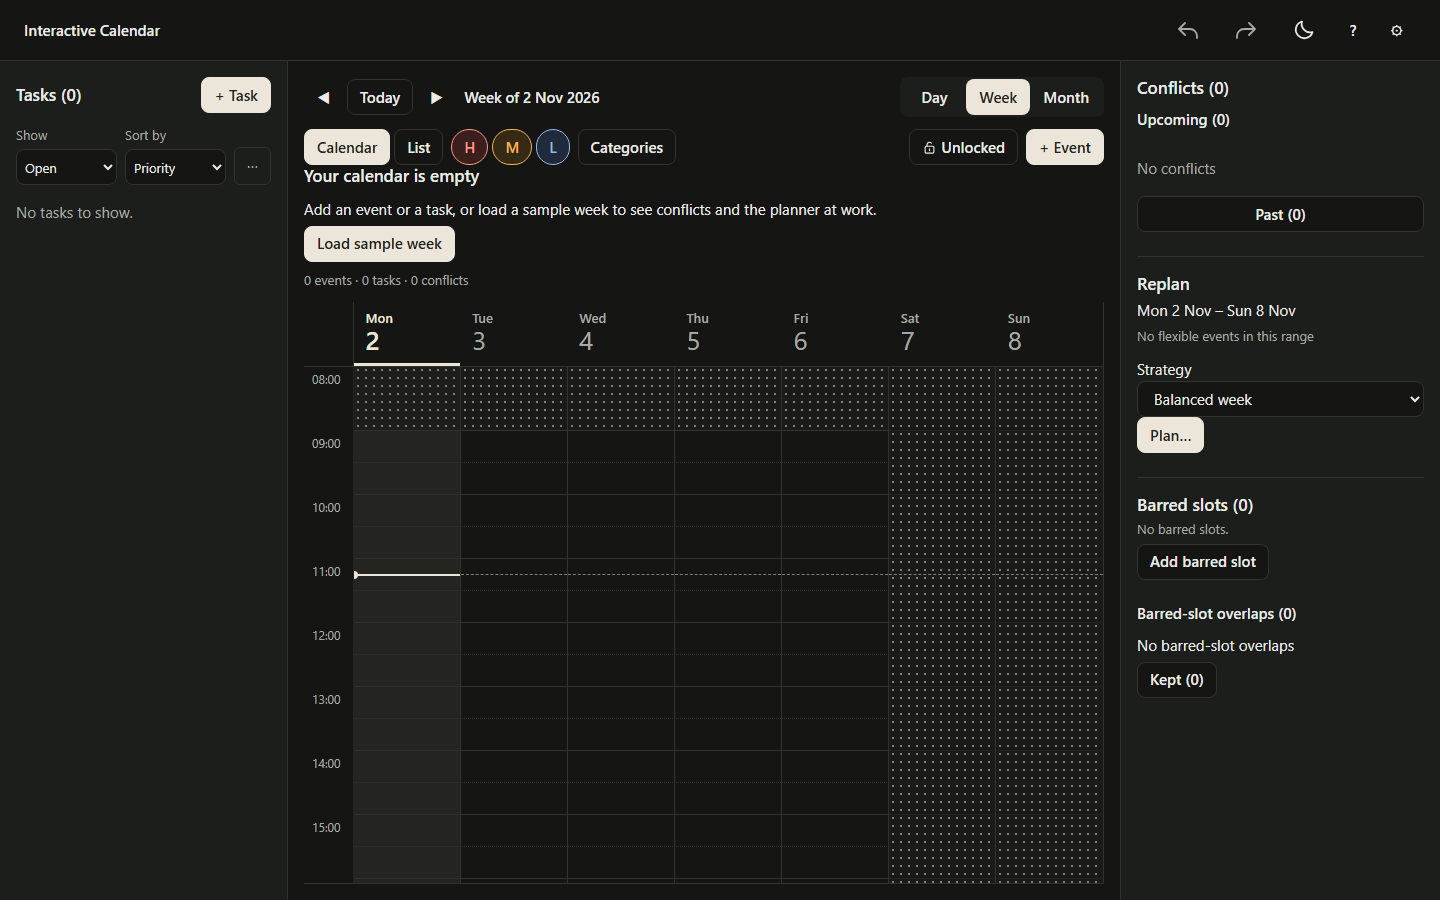 Interactive Calendar
?
Tasks (0)
+ Task
Show
Sort by
Open
Priority
...
No tasks to show.
Today
Week of 2 Nov 2026
Day
Week
Month
Calendar
List
H
M
L
Categories
Unlocked
+ Event
Your calendar is empty
Add an event or a task, or load a sample week to see conflicts and the planner at work.
Load sample week
0 events · 0 tasks · 0 conflicts
Mon
2
Tue
3
Wed
4
Thu
5
Fri
6
Sat
7
Sun
8
08:00
09:00
10:00
11:00
12:00
13:00
14:00
15:00
Conflicts (0)
Upcoming (0)
No conflicts
Past (0)
Replan
Mon 2 Nov – Sun 8 Nov
No flexible events in this range
Strategy
Balanced week
Plan...
Barred slots (0)
No barred slots.
Add barred slot
Barred-slot overlaps (0)
No barred-slot overlaps
Kept (0)